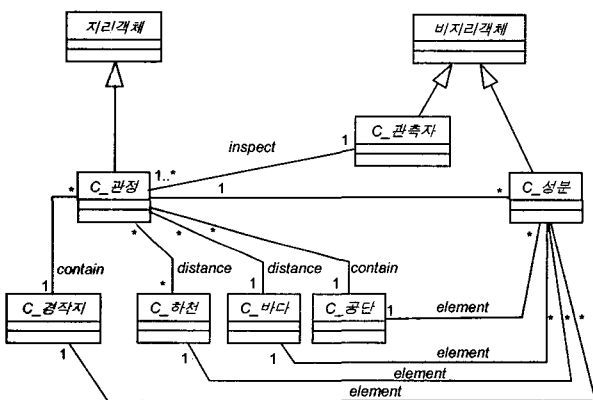 지리객체
비지리객체
C_관측자
inspect
1
1..*
C_관정
1
*
C_성분
*
*
*
*
*
contain
distance
distance
contain
1
*
1
1
C_경작지
C_하천
C_바다
C_공단
1
element
*
*
*
1
1
1
element
element
element